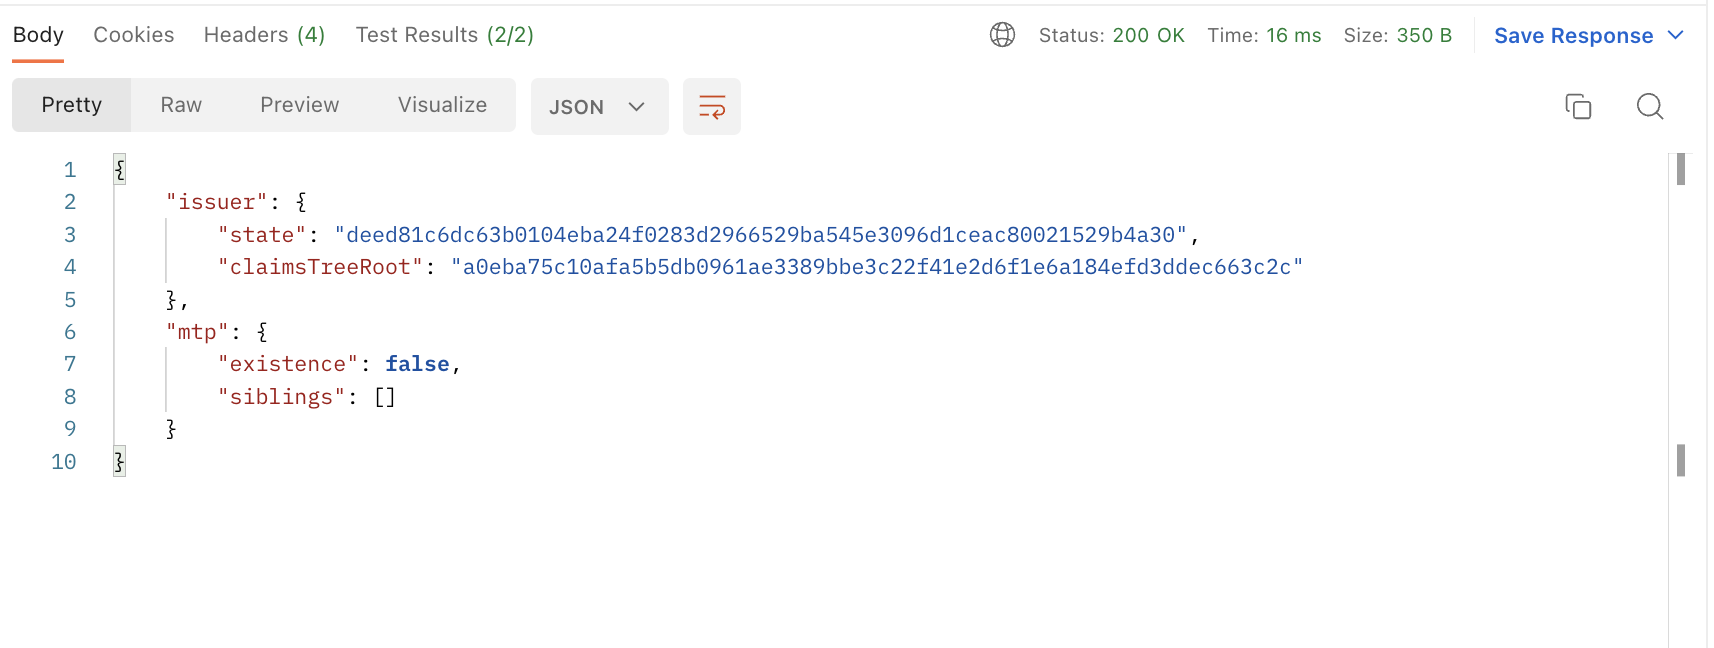 Body Cookies Headers (4) Test Results (2/2) Status: 200 OK Time: 16 ms Size: 350 B Save Response
Pretty Raw Preview Visualize JSON
1 {
2 "issuer": {
3 "state": "deed81c6dc63b0104eba24f0283d2966529ba545e3096d1ceac80021529b4a30",
4 "claimsTreeRoot": "a0eba75c10afa5b5db0961ae3389bbe3c22f41e2d6f1e6a184efd3ddec663c2c"
5 },
6 "mtp": {
7 "existence": false,
8 "siblings": []
9 }
10 }